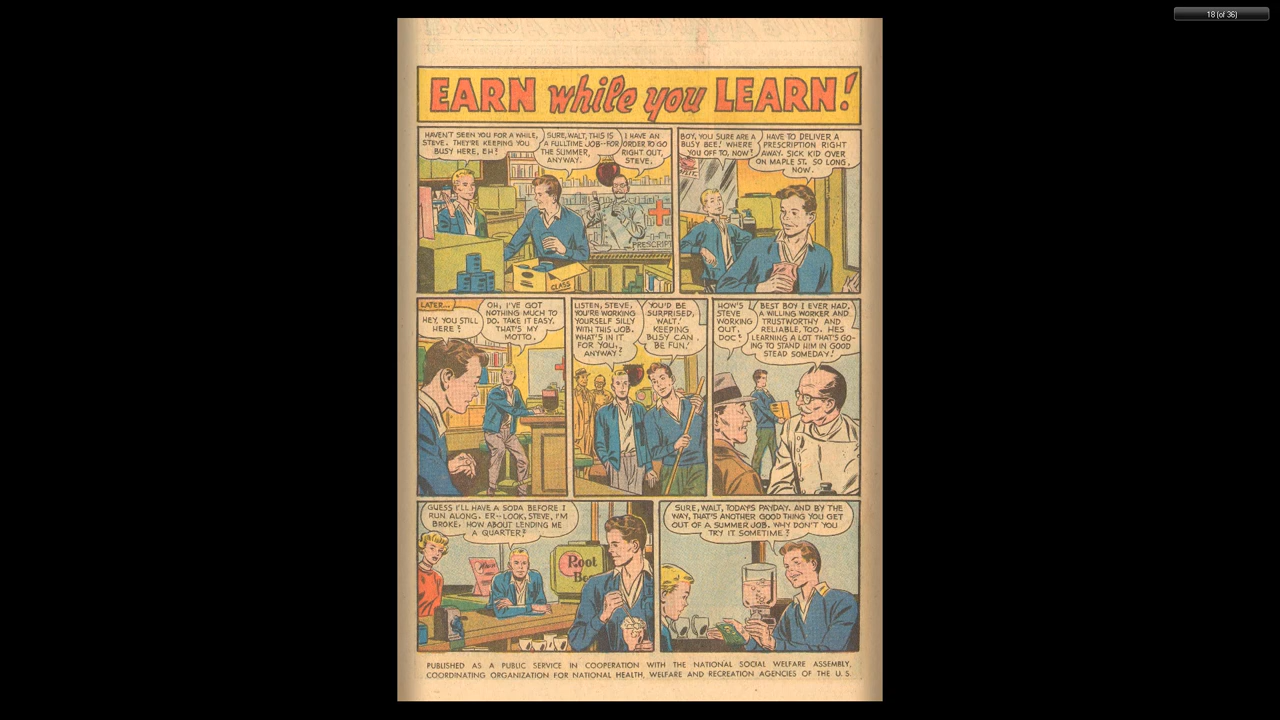 18 (of 36)
EARN while you LEARN!
HAVEN'T SEEN YOU FOR A WHILE,
STEVE. THEY'RE KEEPING YOU
BUSY HERE, EH?
SURE, WALT, THIS IS
A FULLTIME JOB--FOR
THE SUMMER,
ANYWAY.
I HAVE AN
ORDER TO GO
RIGHT OUT,
STEVE.
PRESCRIPT
GLASS
BOY, YOU SURE ARE A
BUSY BEE! WHERE
YOU OFF TO, NOW?
HAVE TO DELIVER A
PRESCRIPTION RIGHT
AWAY. SICK KID OVER
ON MAPLE ST. SO LONG,
NOW.
LATER...
HEY, YOU STILL
HERE?
OH, I'VE GOT
NOTHING MUCH TO
DO. TAKE IT EASY,
THAT'S MY
MOTTO.
LISTEN, STEVE,
YOU'RE WORKING
YOURSELF SILLY
WITH THIS JOB.
WHAT'S IN IT
FOR YOU,
ANYWAY?
YOU'D BE
SURPRISED,
WALT!
KEEPING
BUSY CAN
BE FUN!
HOW'S
STEVE
WORKING
OUT,
DOC?
BEST BOY I EVER HAD,
A WILLING WORKER AND
TRUSTWORTHY AND
RELIABLE, TOO. HES
LEARNING A LOT THAT'S GO-
ING TO STAND HIM IN GOOD
STEAD SOMEDAY!
GUESS I'LL HAVE A SODA BEFORE I
RUN ALONG. ER--LOOK, STEVE, I'M
BROKE. HOW ABOUT LENDING ME
A QUARTER?
Root
Be
SURE, WALT, TODAY'S PAYDAY. AND BY THE
WAY, THAT'S ANOTHER GOOD THING YOU GET
OUT OF A SUMMER JOB. WHY DON'T YOU
TRY IT SOMETIME?
PUBLISHED AS A PUBLIC SERVICE IN COOPERATION WITH THE NATIONAL SOCIAL WELFARE ASSEMBLY,
COORDINATING ORGANIZATION FOR NATIONAL HEALTH, WELFARE AND RECREATION AGENCIES OF THE U. S.